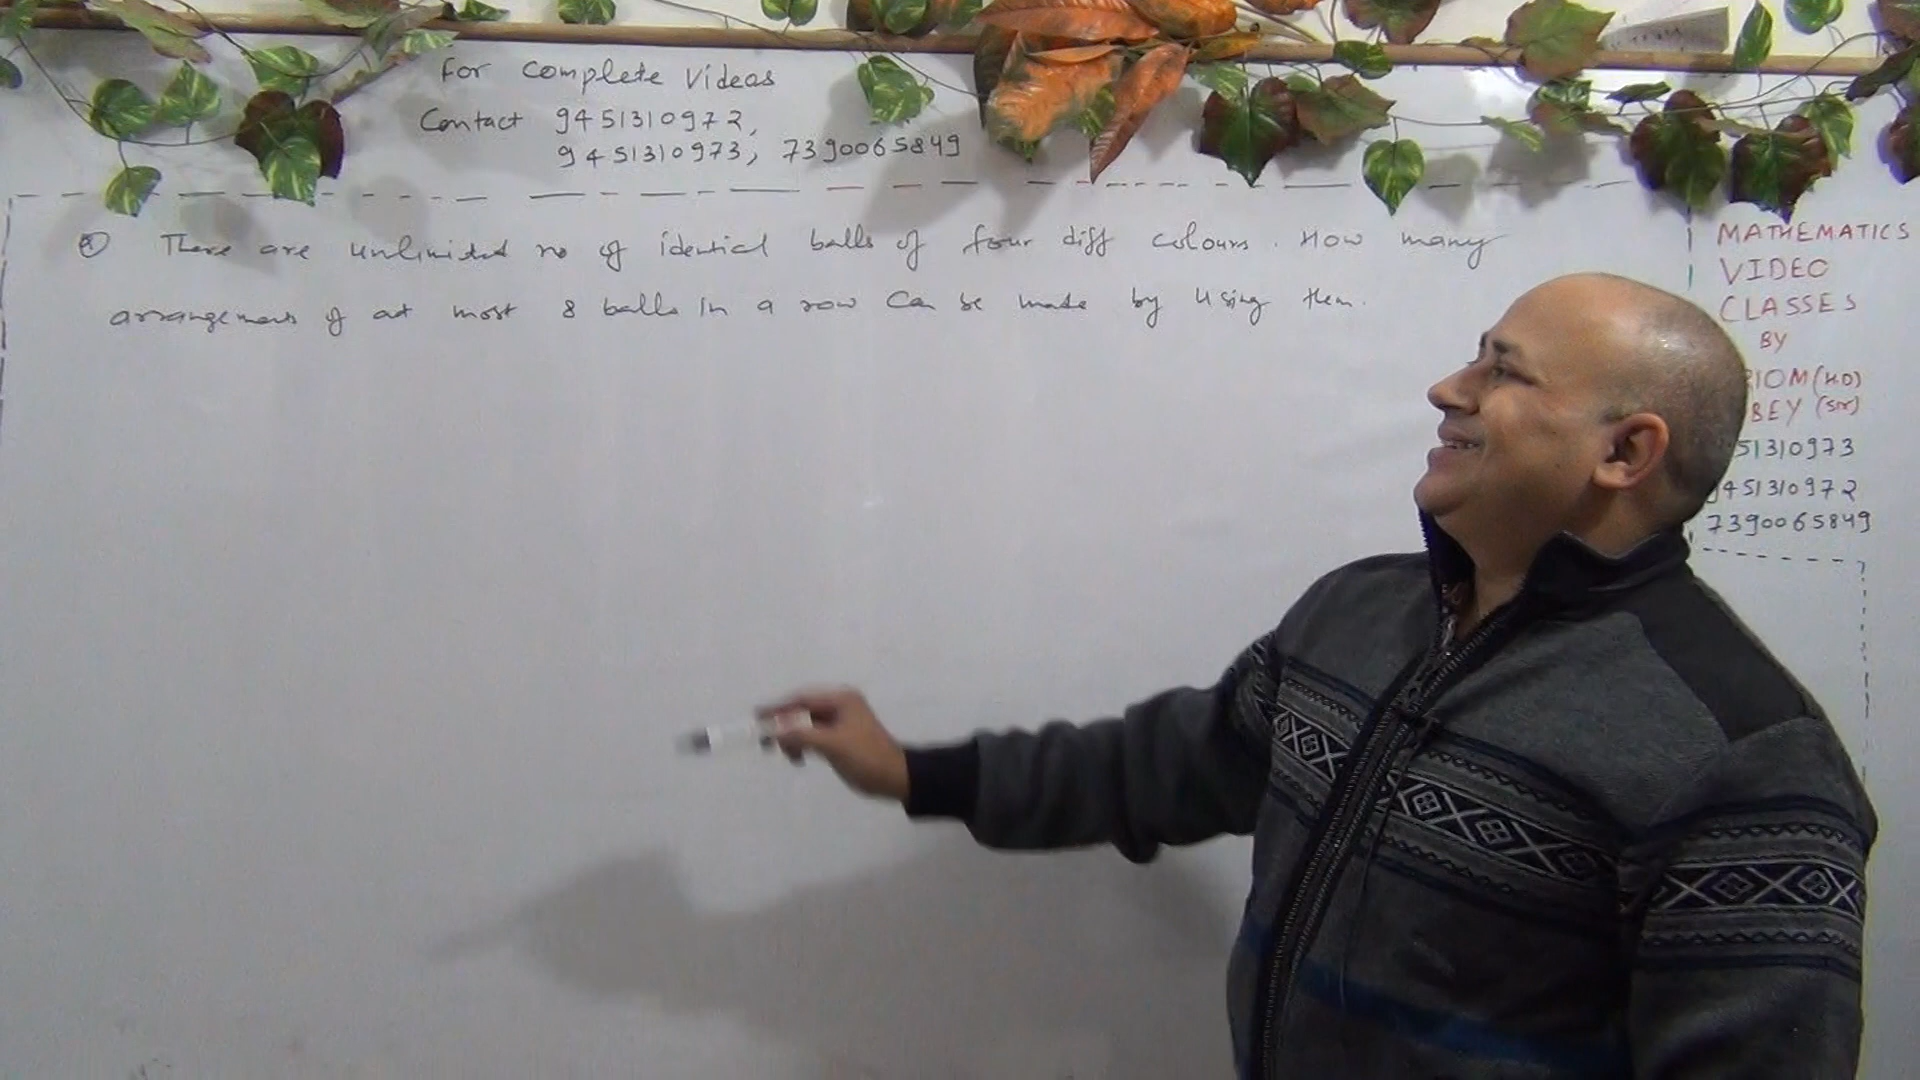 For Complete Videos
Contact 9451310972,
9451310973, 7390065849
There are unlimited no of identical balls of four diff colours. How many
arrangements of at most 8 balls in a row can be made by using them.
MATHEMATICS
VIDEO
CLASSES
BY
IOM (H.D)
BEY (Sir)
51310973
9451310972
7390065849